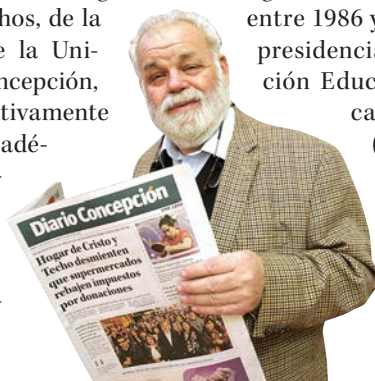 hos, de la
e la Uni-
ncepción,
tivamente
adé-
entre 1986 y
presidencia
ción Educ
ca
(
Diario Concepción
Hogar de Cristo y
Techo desmienten
que supermercados
rebajen impuestos
por donaciones